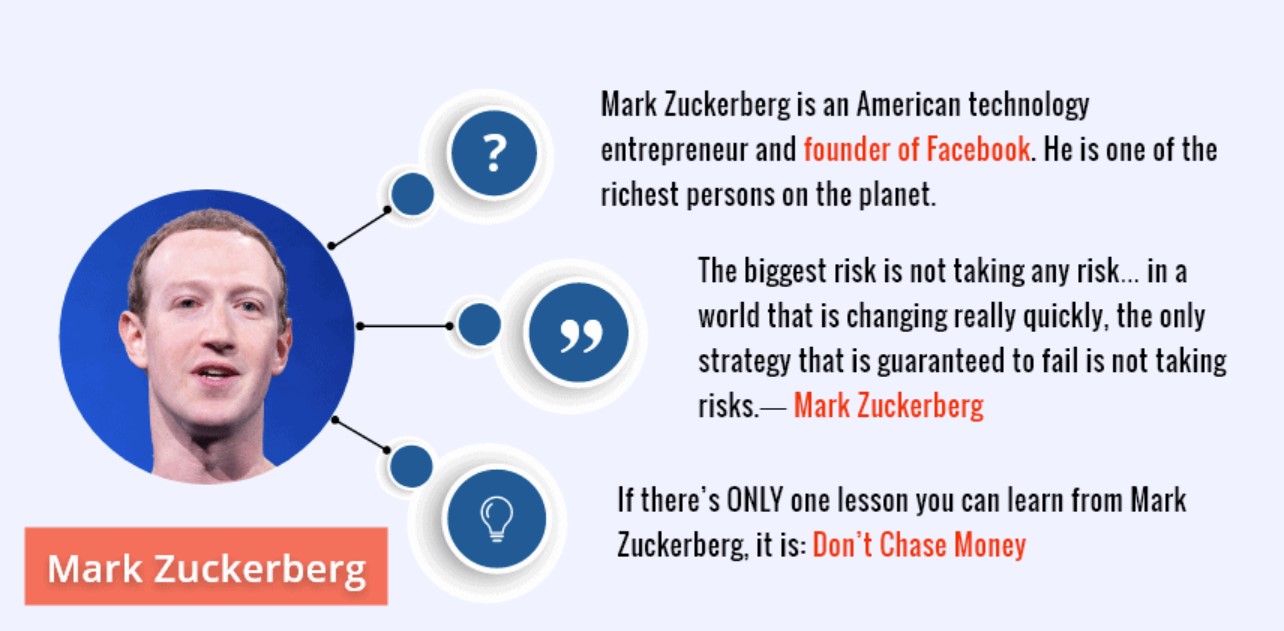 ?
Mark Zuckerberg is an American technology
entrepreneur and founder of Facebook. He is one of the
richest persons on the planet.
”
The biggest risk is not taking any risk... in a
world that is changing really quickly, the only
strategy that is guaranteed to fail is not taking
risks.— Mark Zuckerberg
If there’s ONLY one lesson you can learn from Mark
Zuckerberg, it is: Don’t Chase Money
Mark Zuckerberg